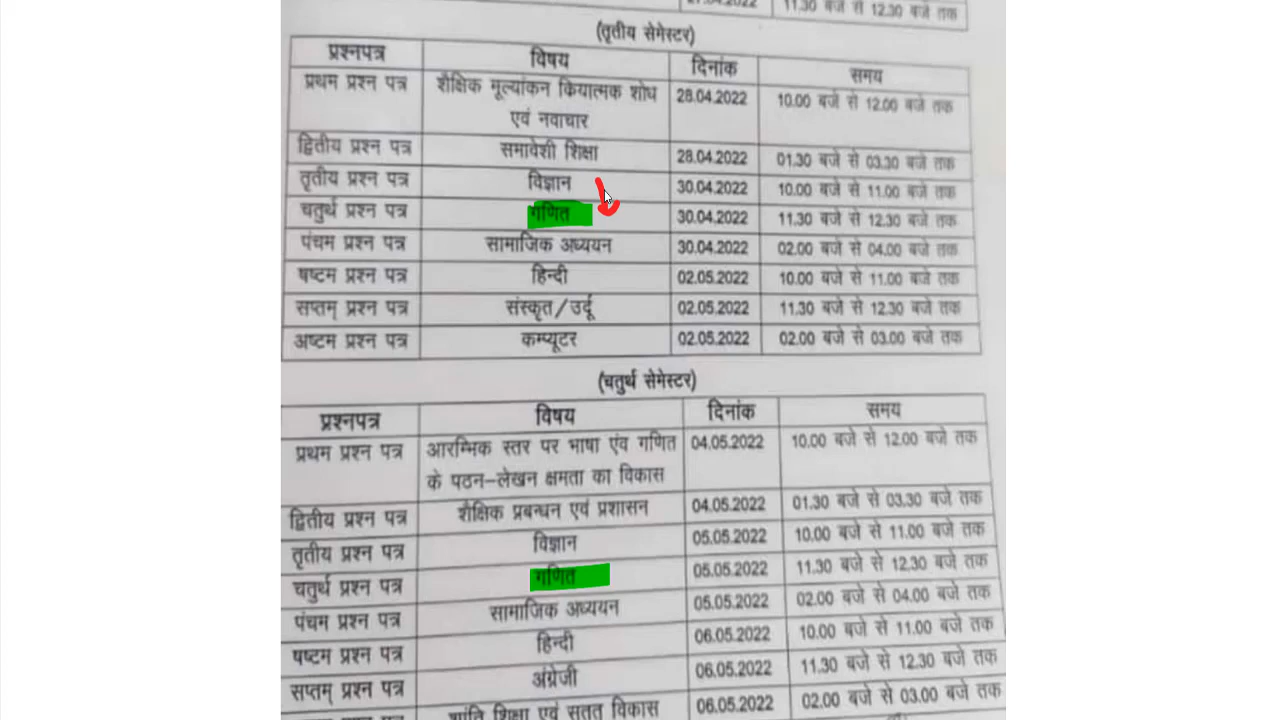 27.04.2022 11.30 बजे से 12.30 बजे तक
(तृतीय सेमेस्टर)
प्रश्नपत्र विषय दिनांक समय
प्रथम प्रश्न पत्र शैक्षिक मूल्यांकन कियात्मक शोध 28.04.2022 10.00 बजे से 12.00 बजे तक
एवं नवाचार
द्वितीय प्रश्न पत्र समावेशी शिक्षा 28.04.2022 01.30 बजे से 03.30 बजे तक
तृतीय प्रश्न पत्र विज्ञान 30.04.2022 10.00 बजे से 11.00 बजे तक
चतुर्थ प्रश्न पत्र गणित 30.04.2022 11.30 बजे से 12.30 बजे तक
पंचम प्रश्न पत्र सामाजिक अध्ययन 30.04.2022 02.00 बजे से 04.00 बजे तक
षष्टम प्रश्न पत्र हिन्दी 02.05.2022 10.00 बजे से 11.00 बजे तक
सप्तम् प्रश्न पत्र संस्कृत/उर्दू 02.05.2022 11.30 बजे से 12.30 बजे तक
अष्टम प्रश्न पत्र कम्प्यूटर 02.05.2022 02.00 बजे से 03.00 बजे तक
(चतुर्थ सेमेस्टर)
प्रश्नपत्र विषय दिनांक समय
प्रथम प्रश्न पत्र आरम्भिक स्तर पर भाषा एंव गणित 04.05.2022 10.00 बजे से 12.00 बजे तक
के पठन-लेखन क्षमता का विकास
द्वितीय प्रश्न पत्र शैक्षिक प्रबन्धन एवं प्रशासन 04.05.2022 01.30 बजे से 03.30 बजे तक
तृतीय प्रश्न पत्र विज्ञान 05.05.2022 10.00 बजे से 11.00 बजे तक
चतुर्थ प्रश्न पत्र गणित 05.05.2022 11.30 बजे से 12.30 बजे तक
पंचम प्रश्न पत्र सामाजिक अध्ययन 05.05.2022 02.00 बजे से 04.00 बजे तक
षष्टम प्रश्न पत्र हिन्दी 06.05.2022 10.00 बजे से 11.00 बजे तक
सप्तम् प्रश्न पत्र अंग्रेजी 06.05.2022 11.30 बजे से 12.30 बजे तक
शांति शिक्षा एवं सतत विकास 06.05.2022 02.00 बजे से 03.00 बजे तक